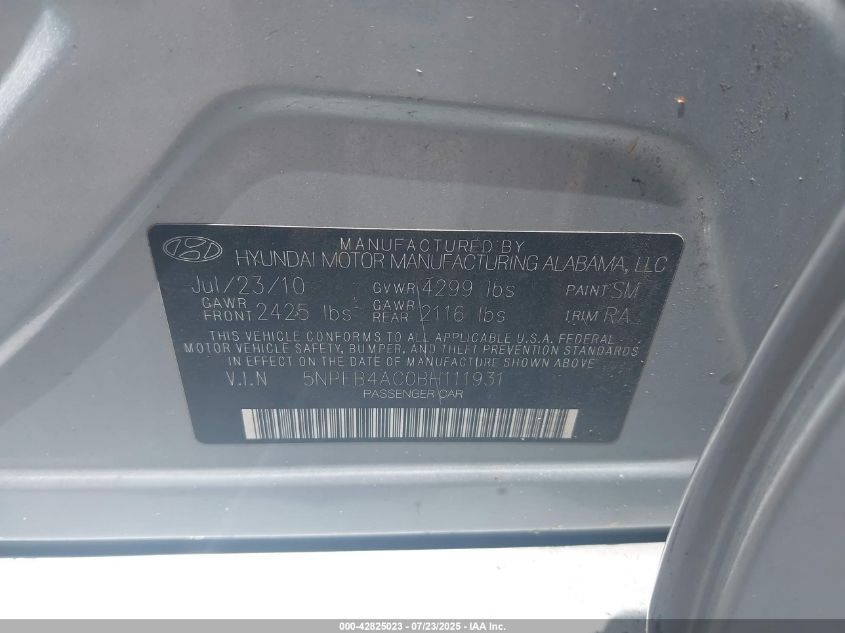 MANUFACTURED BY
HYUNDAI MOTOR MANUFACTURING ALABAMA, LLC
Jul/23/10 GVWR 4299 lbs PAINT SM
GAWR FRONT 2425 lbs GAWR REAR 2116 lbs TRIM RA
THIS VEHICLE CONFORMS TO ALL APPLICABLE U.S.A. FEDERAL
MOTOR VEHICLE SAFETY, BUMPER, AND THEFT PREVENTION STANDARDS
IN EFFECT ON THE DATE OF MANUFACTURE SHOWN ABOVE
V.I.N 5NPEB4AC0BH111931
PASSENGER CAR
000-42825023 - 07/23/2025 - IAA Inc.